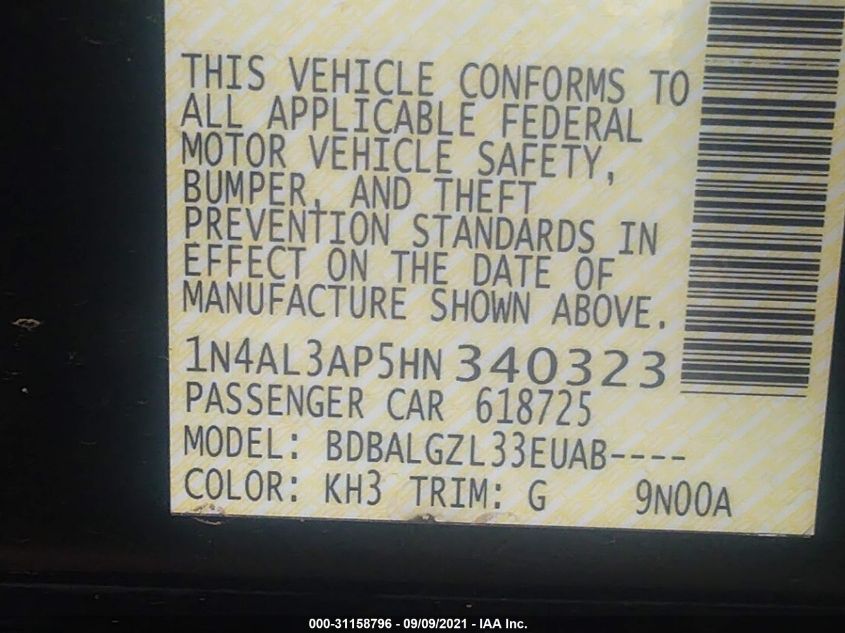 THIS VEHICLE CONFORMS TO
ALL APPLICABLE FEDERAL
MOTOR VEHICLE SAFETY,
BUMPER, AND THEFT
PREVENTION STANDARDS IN
EFFECT ON THE DATE OF
MANUFACTURE SHOWN ABOVE.
1N4AL3AP5HN 340323
PASSENGER CAR 618725
MODEL: BDBALGZL33EUAB----
COLOR: KH3 TRIM: G 9N00A
000-31158796 - 09/09/2021 - IAA Inc.